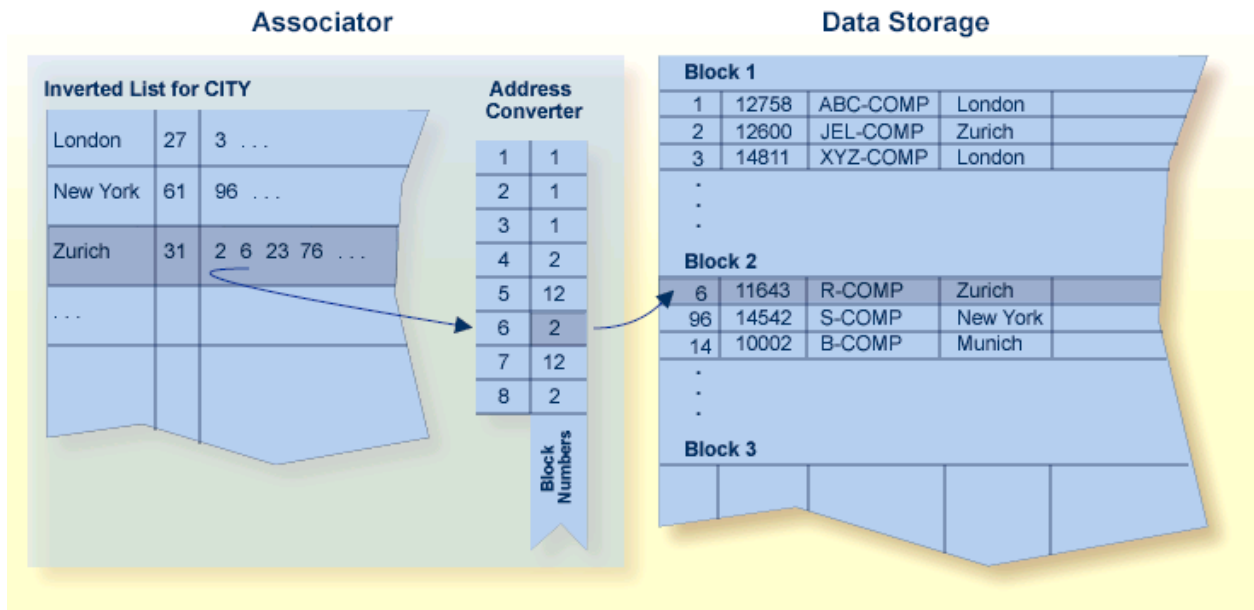 Associator
Inverted List for CITY
London 27 3 . . .
New York 61 96 . . .
Zurich 31 2 6 23 76 . . .
. . .
Address
Converter
1 1
2 1
3 1
4 2
5 12
6 2
7 12
8 2
Block
Numbers
Data Storage
Block 1
1 12758 ABC-COMP London
2 12600 JEL-COMP Zurich
3 14811 XYZ-COMP London
.
.
.
Block 2
6 11643 R-COMP Zurich
96 14542 S-COMP New York
14 10002 B-COMP Munich
.
.
.
Block 3